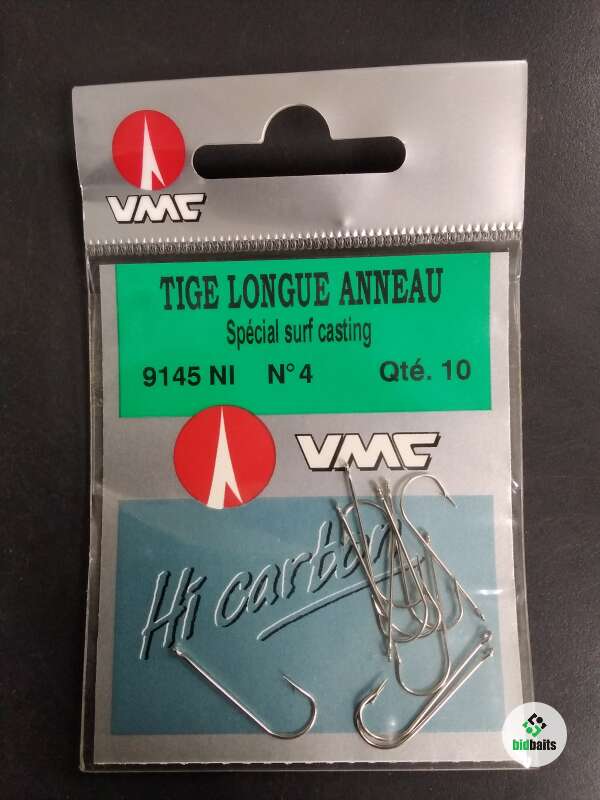 VMC
TIGE LONGUE ANNEAU
Spécial surf casting
9145 NI N° 4 Qté. 10
VMC
Hi carbon
bidbaits